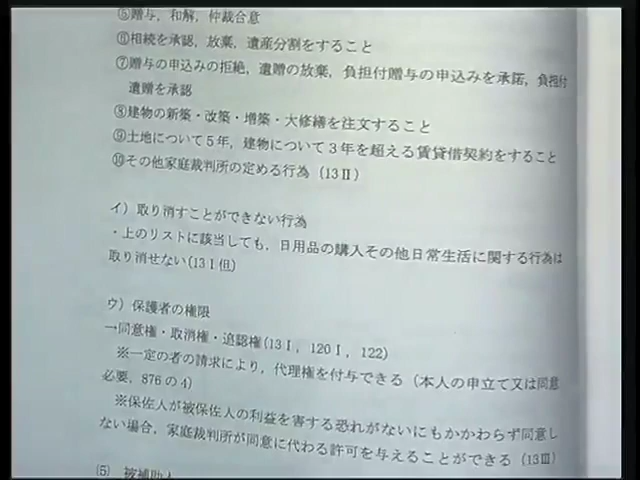 ⑤贈与，和解，仲裁合意
⑥相続を承認，放棄，遺産分割をすること
⑦贈与の申込みの拒絶，遺贈の放棄，負担付贈与の申込みを承諾，負担付
遺贈を承認
⑧建物の新築・改築・増築・大修繕を注文すること
⑨土地について５年，建物について３年を超える賃貸借契約をすること
⑩その他家庭裁判所の定める行為（13Ⅱ）
イ）取り消すことができない行為
・上のリストに該当しても，日用品の購入その他日常生活に関する行為は
取り消せない(13Ⅰ但)
ウ）保護者の権限
→同意権・取消権・追認権(13Ⅰ，120Ⅰ，122)
※一定の者の請求により，代理権を付与できる（本人の申立て又は同意
必要，876の4）
※保佐人が被保佐人の利益を害する恐れがないにもかかわらず同意し
ない場合，家庭裁判所が同意に代わる許可を与えることができる（13Ⅲ）
(5) 被補助人